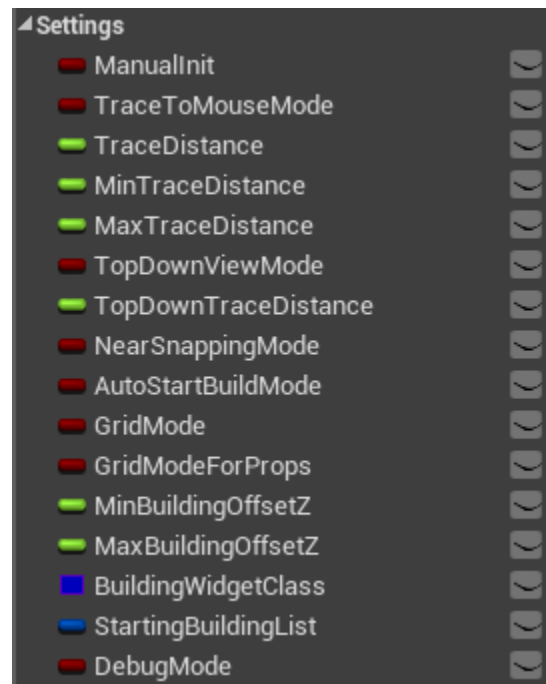 Settings
ManualInit
TraceToMouseMode
TraceDistance
MinTraceDistance
MaxTraceDistance
TopDownViewMode
TopDownTraceDistance
NearSnappingMode
AutoStartBuildMode
GridMode
GridModeForProps
MinBuildingOffsetZ
MaxBuildingOffsetZ
BuildingWidgetClass
StartingBuildingList
DebugMode